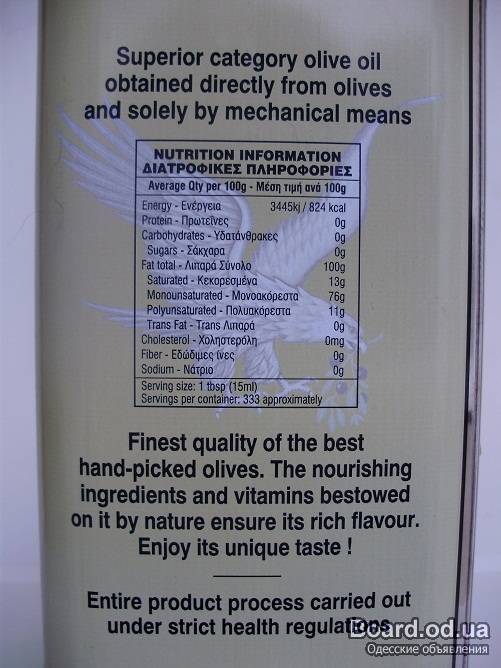 Superior category olive oil
obtained directly from olives
and solely by mechanical means
NUTRITION INFORMATION
ΔΙΑΤΡΟΦΙΚΕΣ ΠΛΗΡΟΦΟΡΙΕΣ
Average Qty per 100g - Μέση τιμή ανά 100g
Energy - Ενέργεια 3445kj / 824 kcal
Protein - Πρωτεΐνες 0g
Carbohydrates - Υδατάνθρακες 0g
Sugars - Σάκχαρα 0g
Fat total - Λιπαρά Σύνολο 100g
Saturated - Κεκορεσμένα 13g
Monounsaturated - Μονοακόρεστα 76g
Polyunsaturated - Πολυακόρεστα 11g
Trans Fat - Trans Λιπαρά 0g
Cholesterol - Χοληστερόλη 0mg
Fiber - Εδώδιμες ίνες 0g
Sodium - Νάτριο 0g
Serving size: 1 tbsp (15ml)
Servings per container: 333 approximately
Finest quality of the best
hand-picked olives. The nourishing
ingredients and vitamins bestowed
on it by nature ensure its rich flavour.
Enjoy its unique taste !
Entire product process carried out
under strict health regulations
Board.od.ua
Одесские объявления